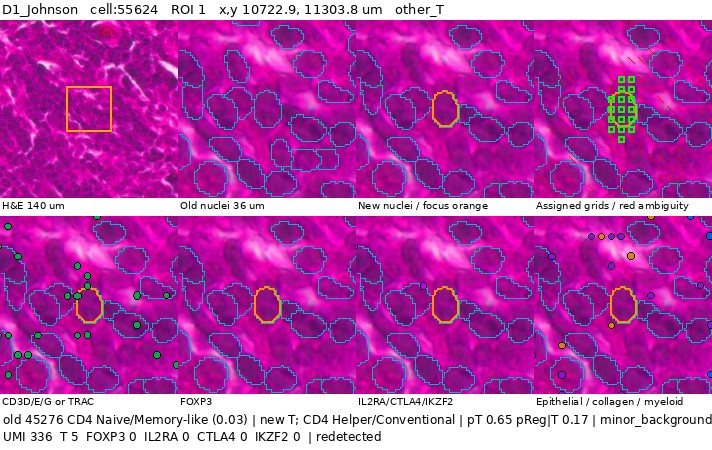 D1_Johnson cell:55624 ROI 1 x,y 10722.9, 11303.8 um other_T
H&E 140 um
Old nuclei 36 um
New nuclei / focus orange
Assigned grids / red ambiguity
CD3D/E/G or TRAC
FOXP3
IL2RA/CTLA4/IKZF2
Epithelial / collagen / myeloid
old 45276 CD4 Naive/Memory-like (0.03) | new T; CD4 Helper/Conventional | pT 0.65 pReg|T 0.17 | minor_background
UMI 336 T 5 FOXP3 0 IL2RA 0 CTLA4 0 IKZF2 0 | redetected